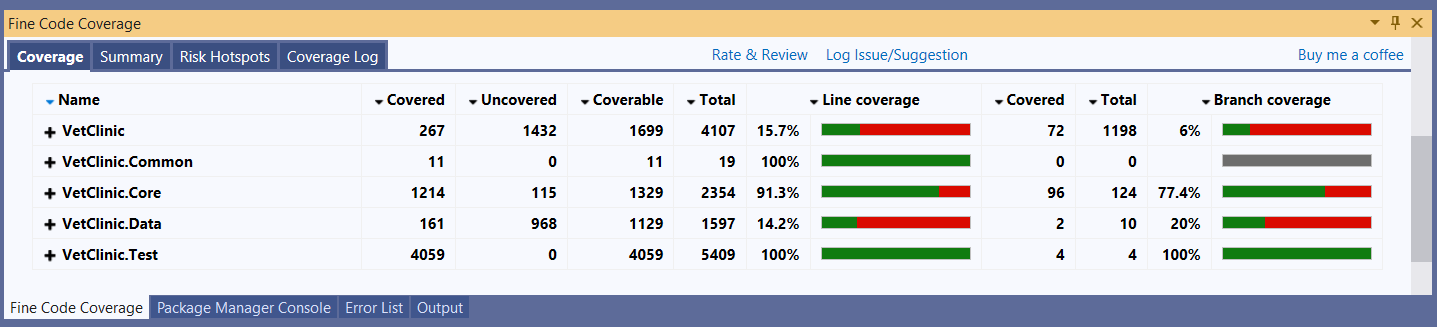 Fine Code Coverage
Coverage Summary Risk Hotspots Coverage Log Rate & Review Log Issue/Suggestion Buy me a coffee
Name Covered Uncovered Coverable Total Line coverage Covered Total Branch coverage
VetClinic 267 1432 1699 4107 15.7% 72 1198 6%
VetClinic.Common 11 0 11 19 100% 0 0
VetClinic.Core 1214 115 1329 2354 91.3% 96 124 77.4%
VetClinic.Data 161 968 1129 1597 14.2% 2 10 20%
VetClinic.Test 4059 0 4059 5409 100% 4 4 100%
Fine Code Coverage Package Manager Console Error List Output